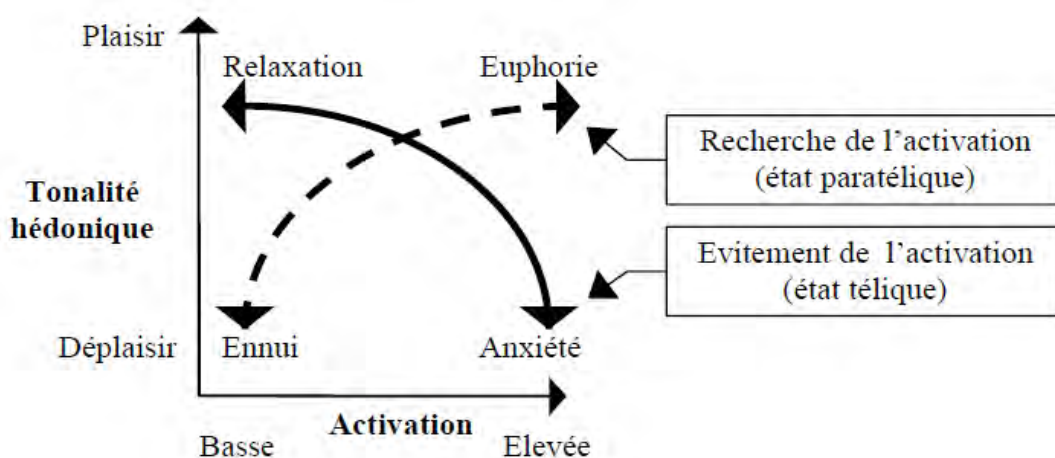 Plaisir
Relaxation
Euphorie
Recherche de l'activation
(état paratélique)
Tonalité
hédonique
Evitement de l'activation
(état télique)
Déplaisir
Ennui
Anxiété
Activation
Basse
Elevée